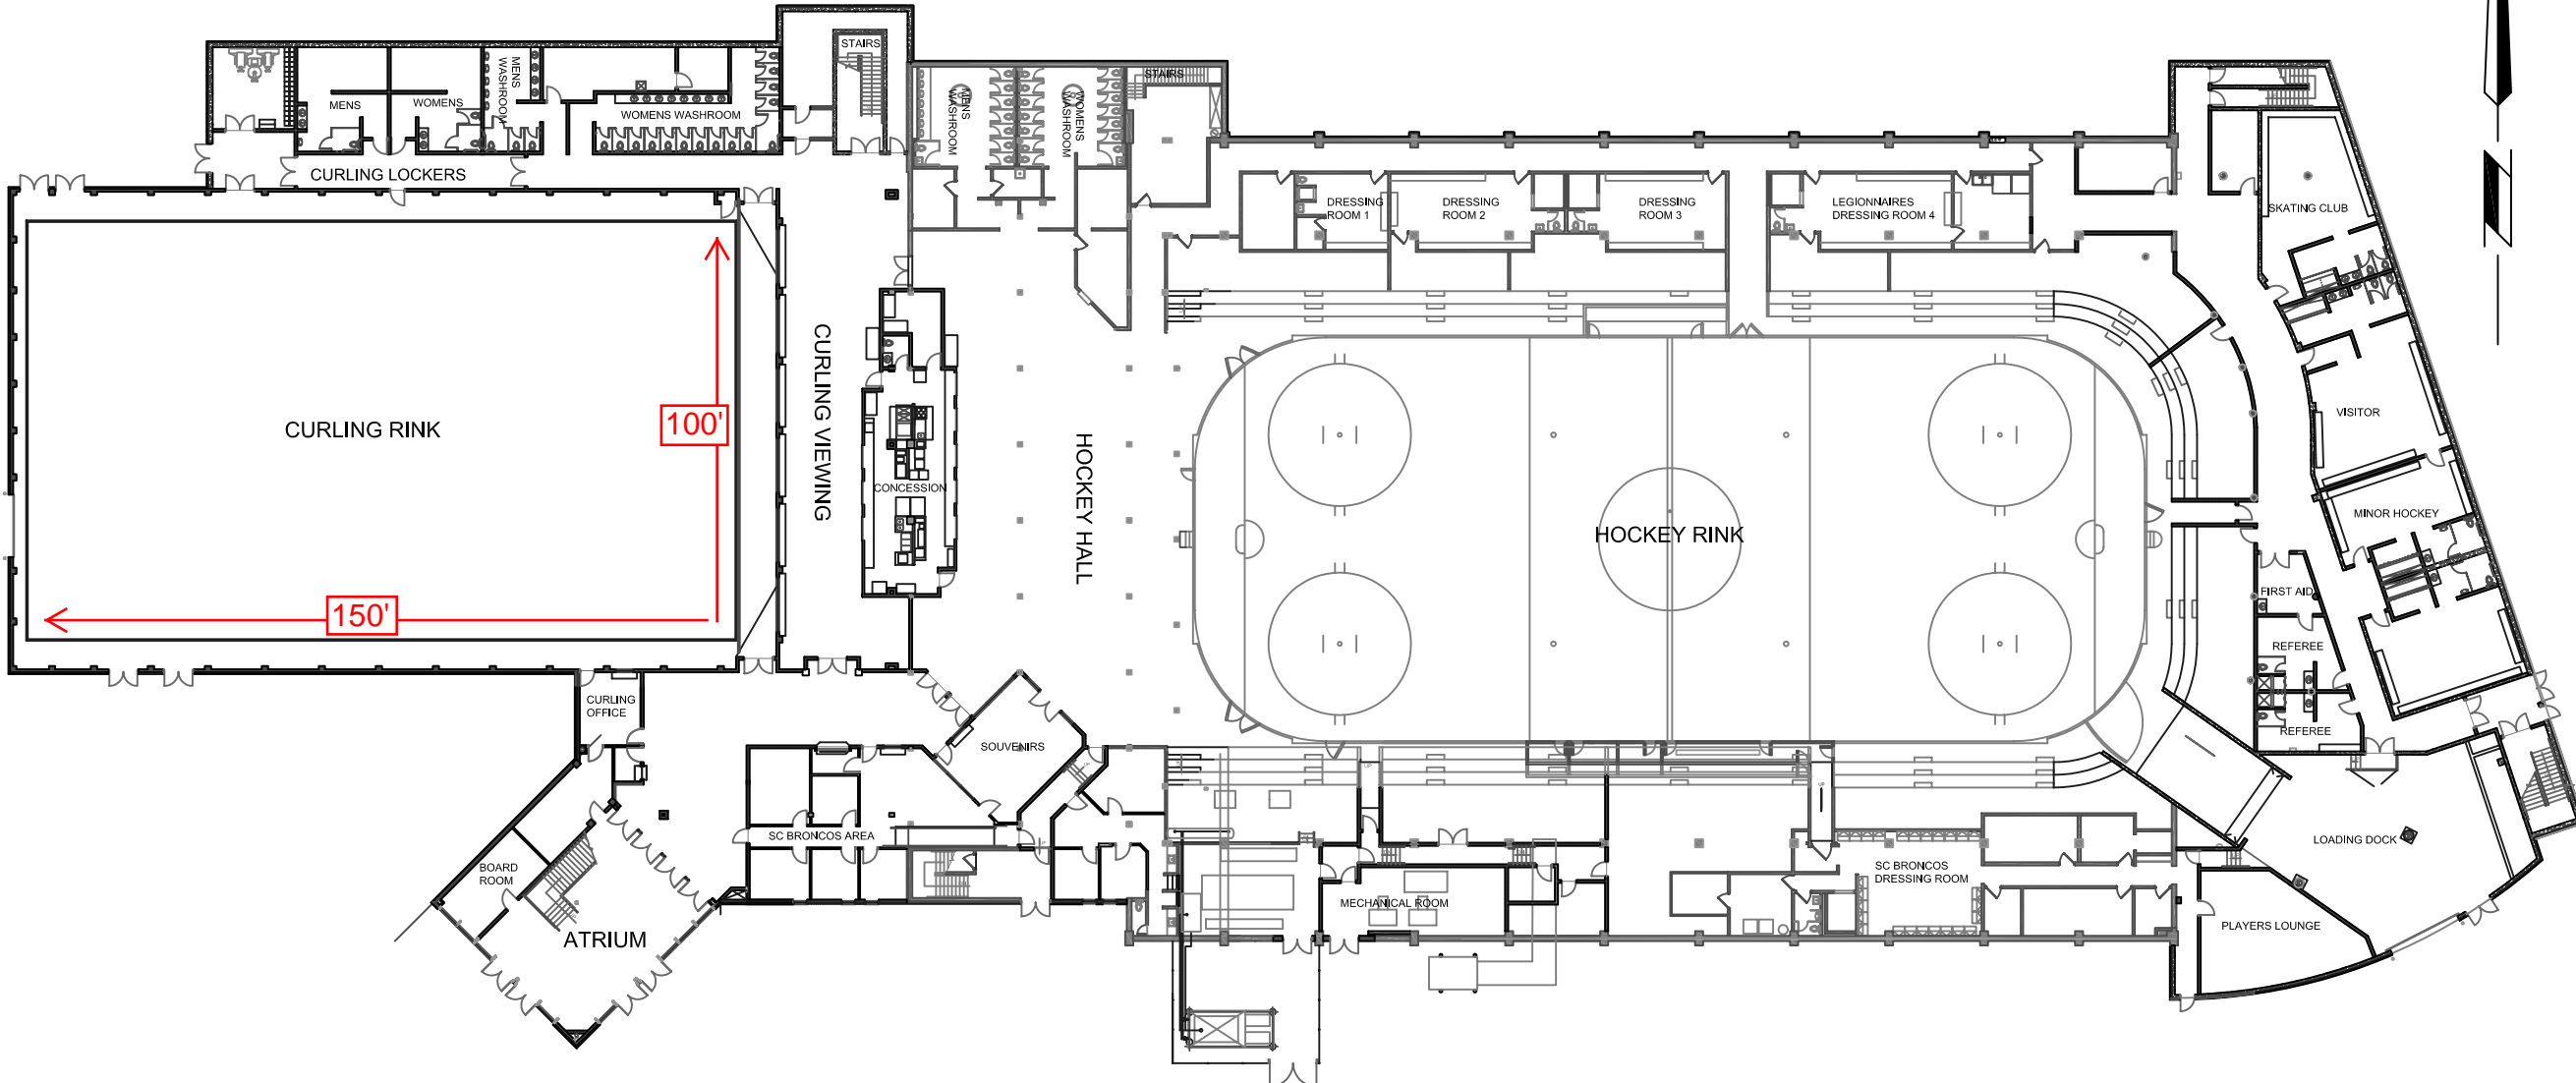 STAIRS
MENS
WASHROOM
MENS
WOMENS
WOMENS WASHROOM
MENS
WASHROOM
WOMENS
WASHROOM
STAIRS
CURLING LOCKERS
DRESSING
ROOM 1
DRESSING
ROOM 2
DRESSING
ROOM 3
LEGIONNAIRES
DRESSING ROOM 4
SKATING CLUB
CURLING RINK
100'
150'
CURLING VIEWING
CONCESSION
HOCKEY HALL
HOCKEY RINK
VISITOR
MINOR HOCKEY
FIRST AID
REFEREE
REFEREE
CURLING
OFFICE
SOUVENIRS
SC BRONCOS AREA
BOARD
ROOM
ATRIUM
MECHANICAL ROOM
SC BRONCOS
DRESSING ROOM
LOADING DOCK
PLAYERS LOUNGE